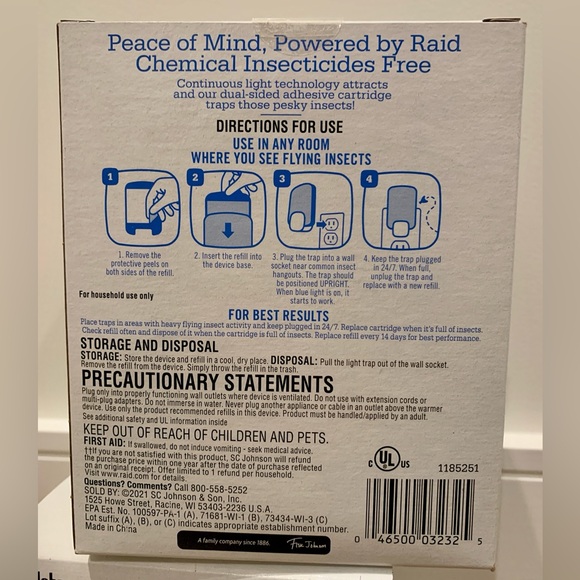 Peace of Mind, Powered by Raid
Chemical Insecticides Free
Continuous light technology attracts
and our dual-sided adhesive cartridge
traps those pesky insects!
DIRECTIONS FOR USE
USE IN ANY ROOM
WHERE YOU SEE FLYING INSECTS
1 2 3 4
1. Remove the
protective peels on
both sides of the refill.
2. Insert the refill into
the device base.
3. Plug the trap into a wall
socket near common insect
hangouts. The trap should
be positioned UPRIGHT.
When blue light is on, it
starts to work.
4. Keep the trap plugged
in 24/7. When full,
unplug the trap and
replace with a new refill.
For household use only
FOR BEST RESULTS
Place traps in areas with heavy flying insect activity and keep plugged in 24/7. Replace cartridge when it's full of insects.
Check refill often and dispose of it when the cartridge is full of insects. Replace refill every 14 days for best performance.
STORAGE AND DISPOSAL
STORAGE: Store the device and refill in a cool, dry place. DISPOSAL: Pull the light trap out of the wall socket.
Remove the refill from the device. Simply throw the refill in the trash.
PRECAUTIONARY STATEMENTS
Plug only into properly functioning wall outlets where device is ventilated. Do not use with extension cords or
multi-plug adapters. Do not immerse in water. Never plug another appliance or cable in an outlet above the warmer
device. Use only the product recommended refills in this device. Product must be handled/applied by an adult.
See additional safety and UL information inside
KEEP OUT OF REACH OF CHILDREN AND PETS.
FIRST AID: If swallowed, do not induce vomiting - seek medical advice.
††If you are not satisfied with this product, SC Johnson will refund
the purchase price within one year after the date of purchase reflected
on an original receipt. Offer limited to 1 refund per household.
Visit www.raid.com for details.
Questions? Comments? Call 800-558-5252
SOLD BY: ©2021 SC Johnson & Son, Inc.
1525 Howe Street, Racine, WI 53403-2236 U.S.A.
EPA Est. No. 100597-PA-1 (A), 71681-WI-1 (B), 73434-WI-3 (C)
Lot suffix (A), (B), or (C) indicates appropriate establishment number.
Made in China
A family company since 1886.
Fisk Johnson
C UL US
1185251
0 46500 03232 5